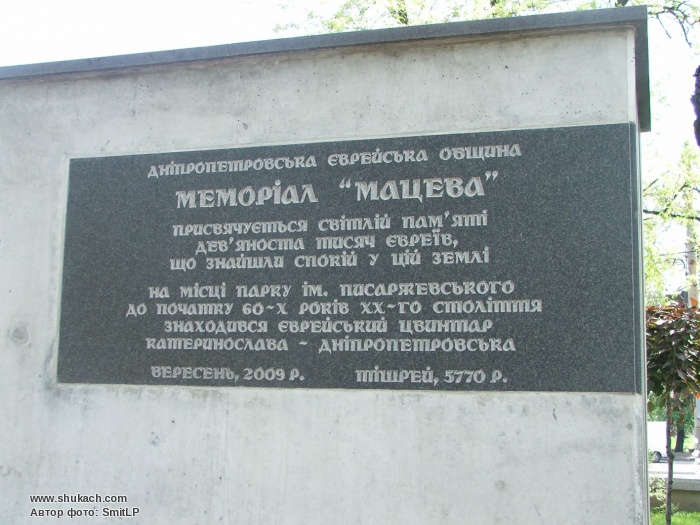 ДНІПРОПЕТРОВСЬКА ЄВРЕЙСЬКА ОБЩИНА
МЕМОРІАЛ "МАЦЕВА"
ПРИСВЯЧУЄТЬСЯ СВІТЛІЙ ПАМ'ЯТІ
ДЕВ'ЯНОСТА ТИСЯЧ ЄВРЕЇВ,
ЩО ЗНАЙШЛИ СПОКІЙ У ЦІЙ ЗЕМЛІ
НА МІСЦІ ПАРКУ ІМ. ПИСАРЖЕВСЬКОГО
ДО ПОЧАТКУ 60-Х РОКІВ ХХ-ГО СТОЛІТТЯ
ЗНАХОДИВСЯ ЄВРЕЙСЬКИЙ ЦВИНТАР
КАТЕРИНОСЛАВА - ДНІПРОПЕТРОВСЬКА
ВЕРЕСЕНЬ, 2009 Р. ТІШРЕЙ, 5770 Р.
www.shukach.com
Автор фото: SmitLP